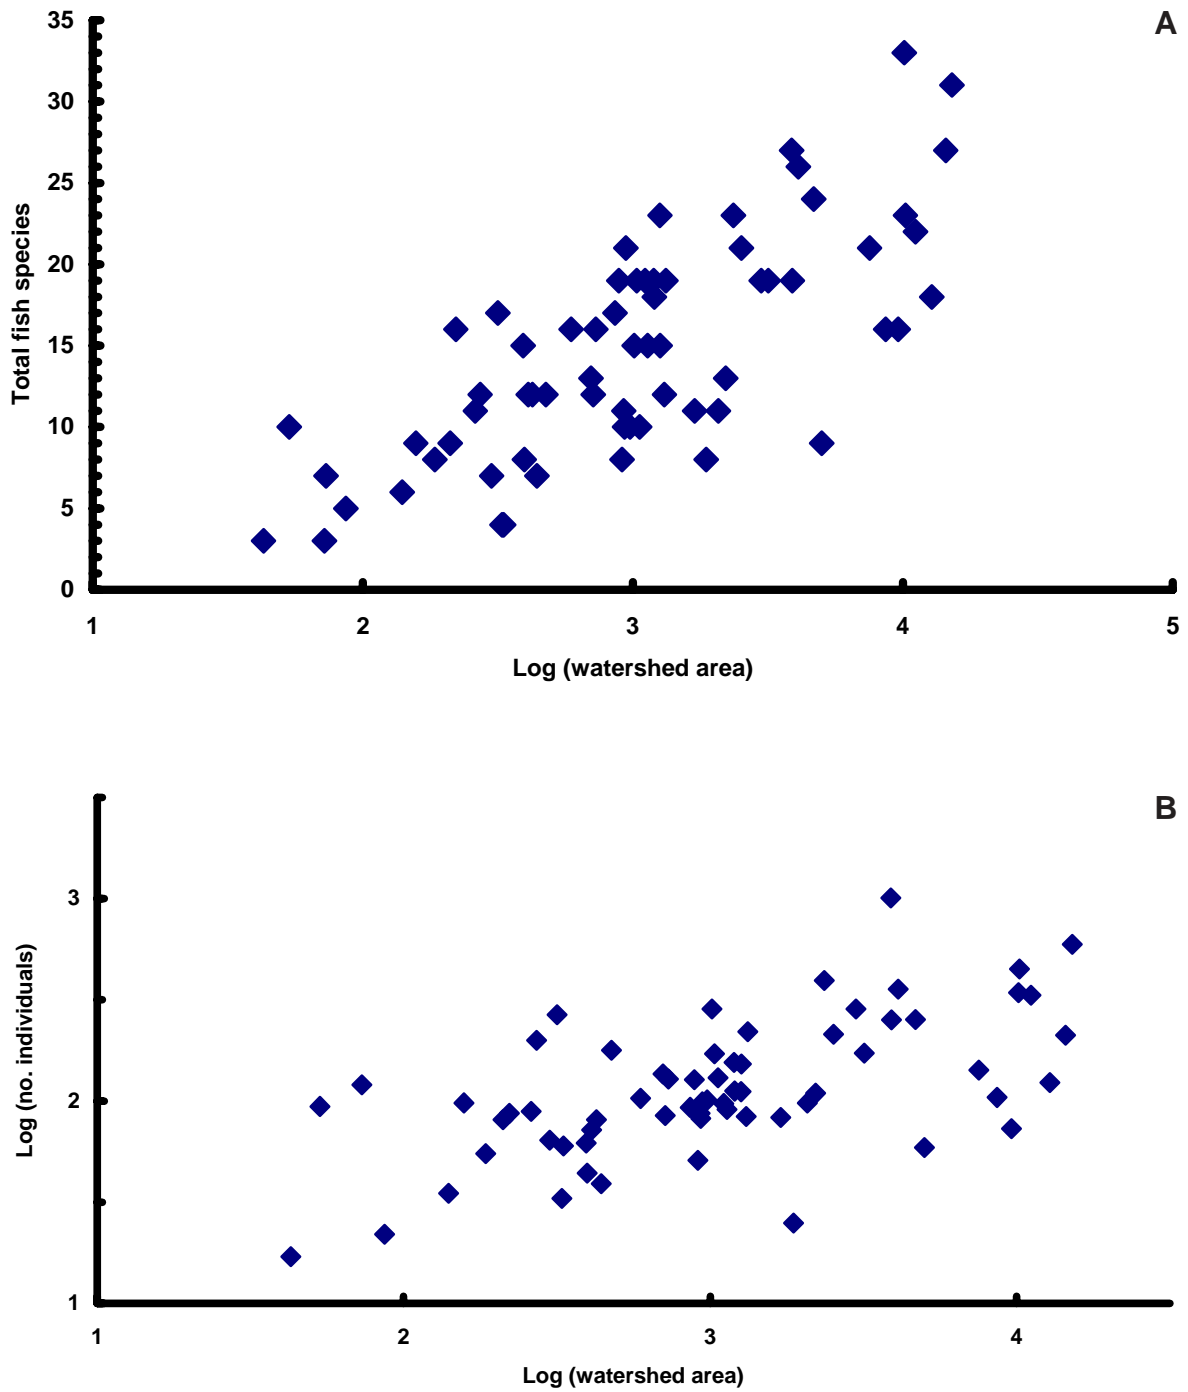 A
35
30
25
20
15
10
5
0
Total fish species
1 2 3 4 5
Log (watershed area)
B
3
2
1
Log (no. individuals)
1 2 3 4
Log (watershed area)